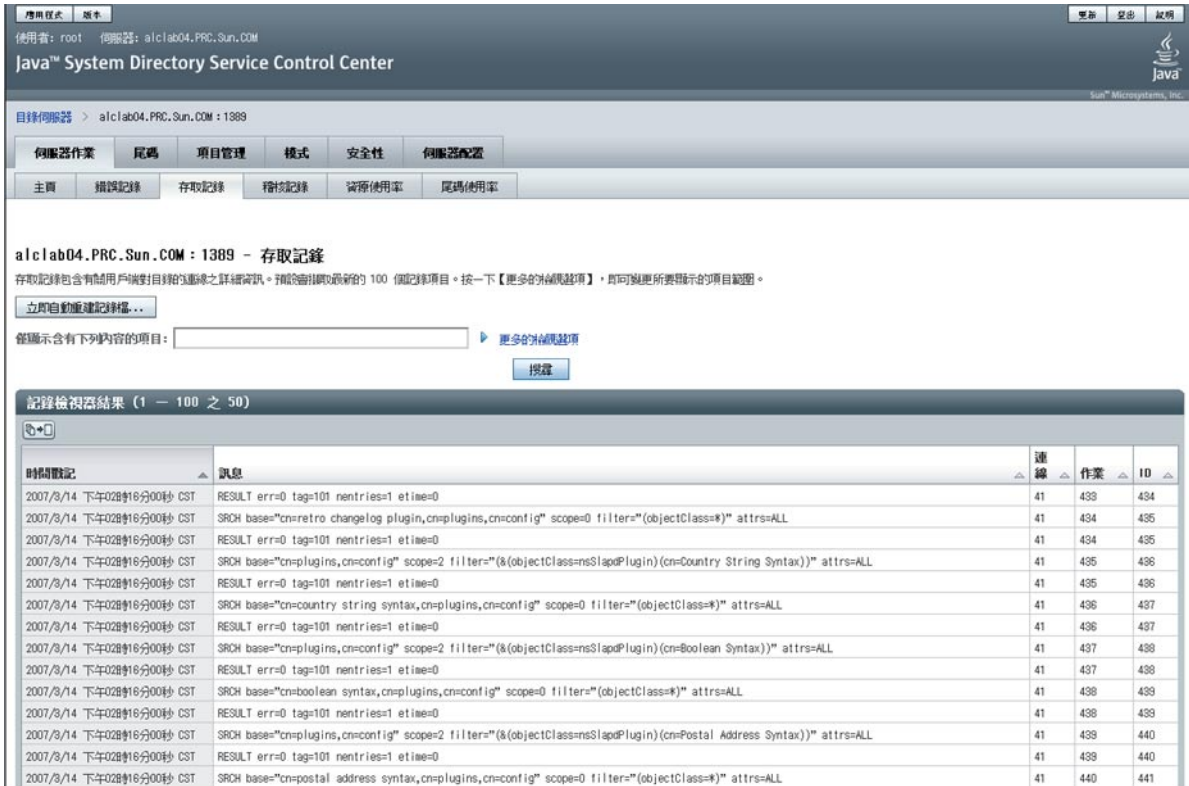 應用程式 版本 更新 登出 說明
使用者: root 伺服器: alclab04.PRC.Sun.COM
Java™ System Directory Service Control Center
Java™
Sun™ Microsystems, Inc.
目錄伺服器 > alclab04.PRC.Sun.COM:1389
伺服器作業 尾碼 項目管理 模式 安全性 伺服器配置
主頁 錯誤記錄 存取記錄 稽核記錄 資源使用率 尾碼使用率
alclab04.PRC.Sun.COM:1389 - 存取記錄
存取記錄包含有關用戶端對目錄的連線之詳細資訊。預設會擷取最新的 100 個記錄項目。按一下【更多的檢視選項】,即可變更所要顯示的項目範圍。
立即自動重建記錄檔...
僅顯示含有下列內容的項目: 更多的檢視選項
搜尋
記錄檢視器結果 (1 - 100 之 50)
時間戳記 訊息 連線 作業 ID
2007/3/14 下午02時16分00秒 CST RESULT err=0 tag=101 nentries=1 etime=0 41 433 434
2007/3/14 下午02時16分00秒 CST SRCH base="cn=retro changelog plugin,cn=plugins,cn=config" scope=0 filter="(objectClass=*)" attrs=ALL 41 434 435
2007/3/14 下午02時16分00秒 CST RESULT err=0 tag=101 nentries=1 etime=0 41 434 435
2007/3/14 下午02時16分00秒 CST SRCH base="cn=plugins,cn=config" scope=2 filter="(&(objectClass=nsSlapdPlugin)(cn=Country String Syntax))" attrs=ALL 41 435 436
2007/3/14 下午02時16分00秒 CST RESULT err=0 tag=101 nentries=1 etime=0 41 435 436
2007/3/14 下午02時16分00秒 CST SRCH base="cn=country string syntax,cn=plugins,cn=config" scope=0 filter="(objectClass=*)" attrs=ALL 41 436 437
2007/3/14 下午02時16分00秒 CST RESULT err=0 tag=101 nentries=1 etime=0 41 436 437
2007/3/14 下午02時16分00秒 CST SRCH base="cn=plugins,cn=config" scope=2 filter="(&(objectClass=nsSlapdPlugin)(cn=Boolean Syntax))" attrs=ALL 41 437 438
2007/3/14 下午02時16分00秒 CST RESULT err=0 tag=101 nentries=1 etime=0 41 437 438
2007/3/14 下午02時16分00秒 CST SRCH base="cn=boolean syntax,cn=plugins,cn=config" scope=0 filter="(objectClass=*)" attrs=ALL 41 438 439
2007/3/14 下午02時16分00秒 CST RESULT err=0 tag=101 nentries=1 etime=0 41 438 439
2007/3/14 下午02時16分00秒 CST SRCH base="cn=plugins,cn=config" scope=2 filter="(&(objectClass=nsSlapdPlugin)(cn=Postal Address Syntax))" attrs=ALL 41 439 440
2007/3/14 下午02時16分00秒 CST RESULT err=0 tag=101 nentries=1 etime=0 41 439 440
2007/3/14 下午02時16分00秒 CST SRCH base="cn=postal address syntax,cn=plugins,cn=config" scope=0 filter="(objectClass=*)" attrs=ALL 41 440 441